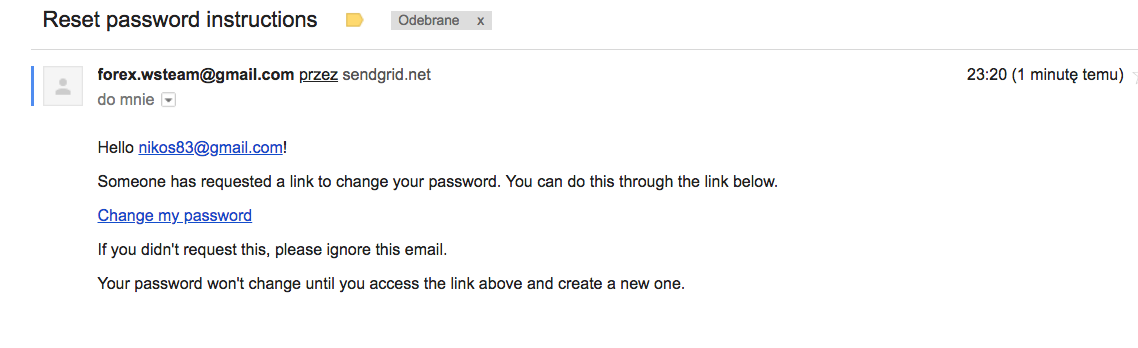 Reset password instructions Odebrane x
forex.wsteam@gmail.com przez sendgrid.net 23:20 (1 minutę temu)
do mnie
Hello nikos83@gmail.com!
Someone has requested a link to change your password. You can do this through the link below.
Change my password
If you didn't request this, please ignore this email.
Your password won't change until you access the link above and create a new one.